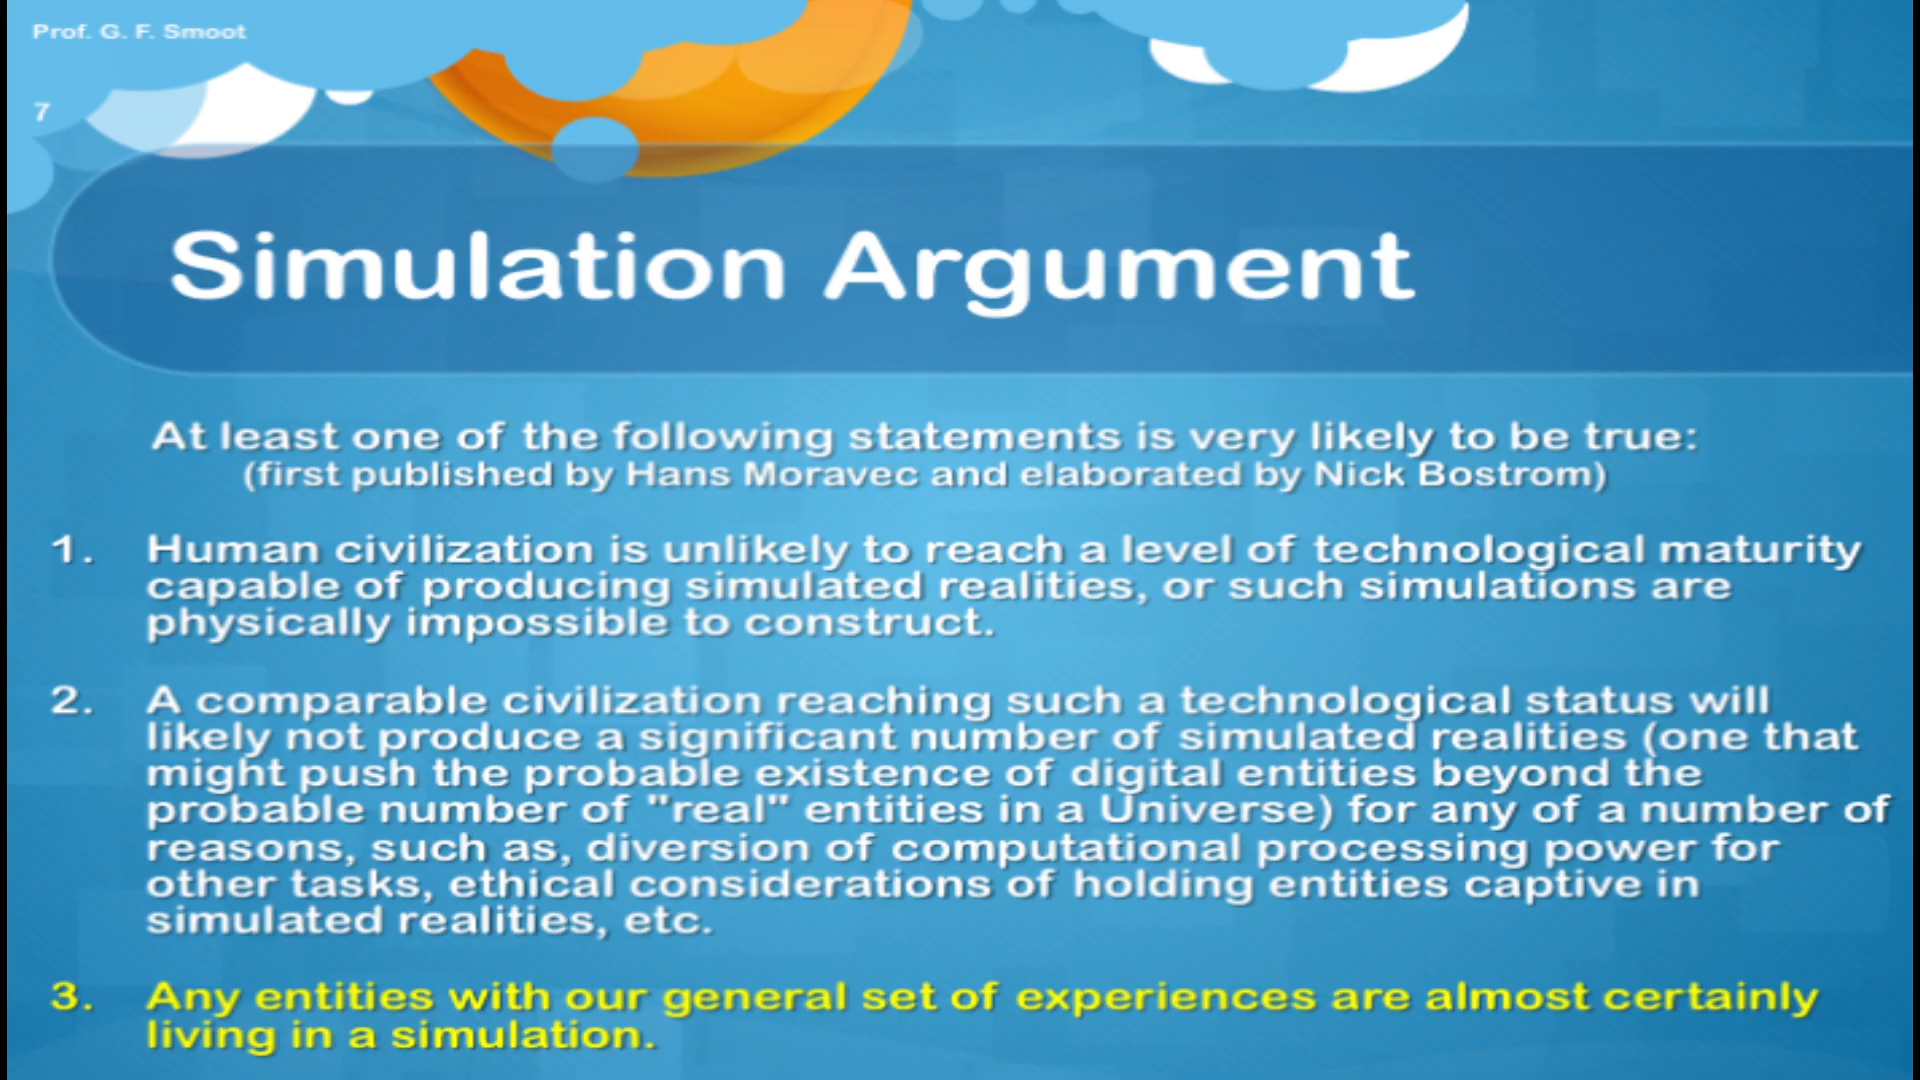 Prof. G. F. Smoot
7
Simulation Argument
At least one of the following statements is very likely to be true:
(first published by Hans Moravec and elaborated by Nick Bostrom)
1. Human civilization is unlikely to reach a level of technological maturity
capable of producing simulated realities, or such simulations are
physically impossible to construct.
2. A comparable civilization reaching such a technological status will
likely not produce a significant number of simulated realities (one that
might push the probable existence of digital entities beyond the
probable number of "real" entities in a Universe) for any of a number of
reasons, such as, diversion of computational processing power for
other tasks, ethical considerations of holding entities captive in
simulated realities, etc.
3. Any entities with our general set of experiences are almost certainly
living in a simulation.